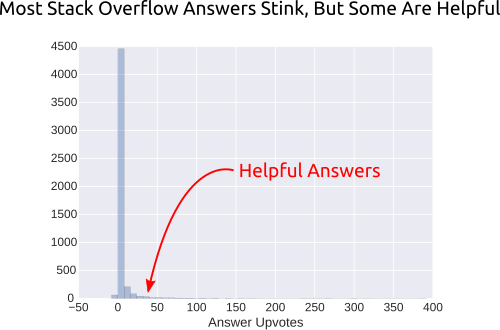 Most Stack Overflow Answers Stink, But Some Are Helpful
4500
4000
3500
3000
2500
2000
1500
1000
500
0
Helpful Answers
−50 0 50 100 150 200 250 300 350 400
Answer Upvotes